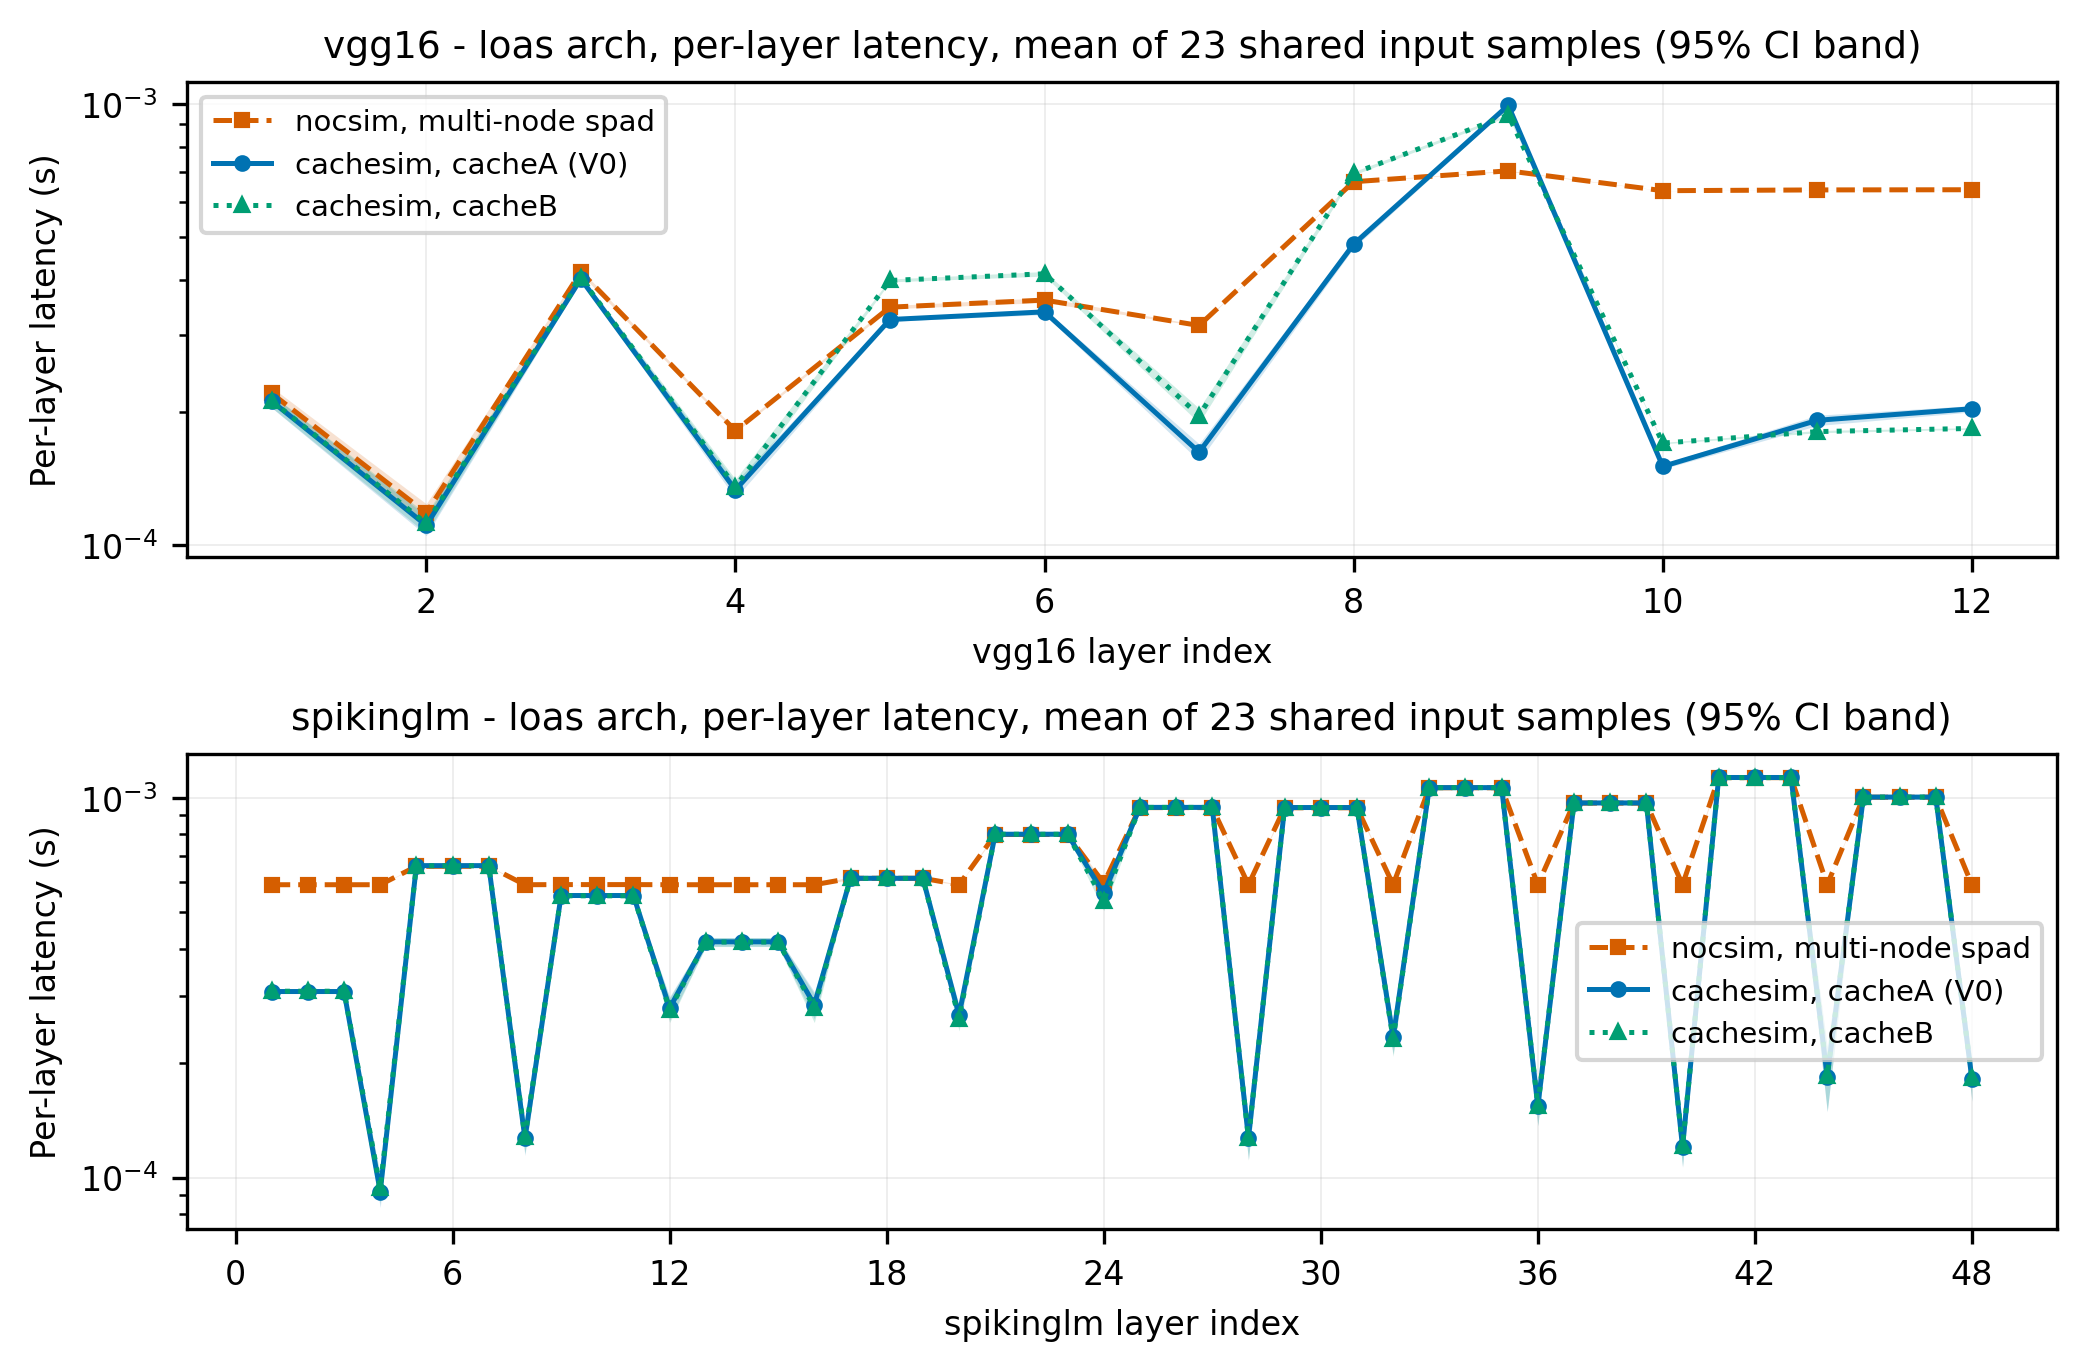 vgg16 - loas arch, per-layer latency, mean of 23 shared input samples (95% CI band)
Per-layer latency (s)
10⁻³
10⁻⁴
nocsim, multi-node spad
cachesim, cacheA (V0)
cachesim, cacheB
2 4 6 8 10 12
vgg16 layer index
spikinglm - loas arch, per-layer latency, mean of 23 shared input samples (95% CI band)
Per-layer latency (s)
10⁻³
10⁻⁴
nocsim, multi-node spad
cachesim, cacheA (V0)
cachesim, cacheB
0 6 12 18 24 30 36 42 48
spikinglm layer index